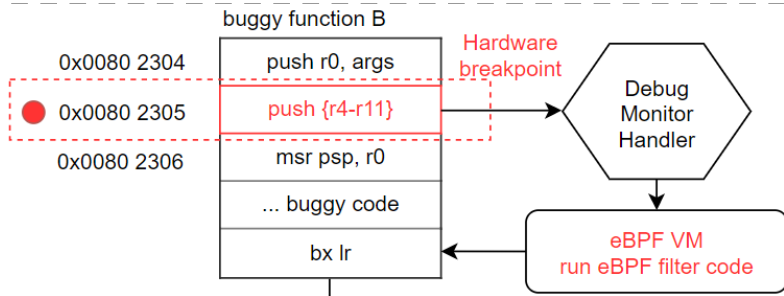 buggy function B
0x0080 2304
push r0, args
Hardware
breakpoint
0x0080 2305
push {r4-r11}
Debug
Monitor
Handler
0x0080 2306
msr psp, r0
... buggy code
bx lr
eBPF VM
run eBPF filter code